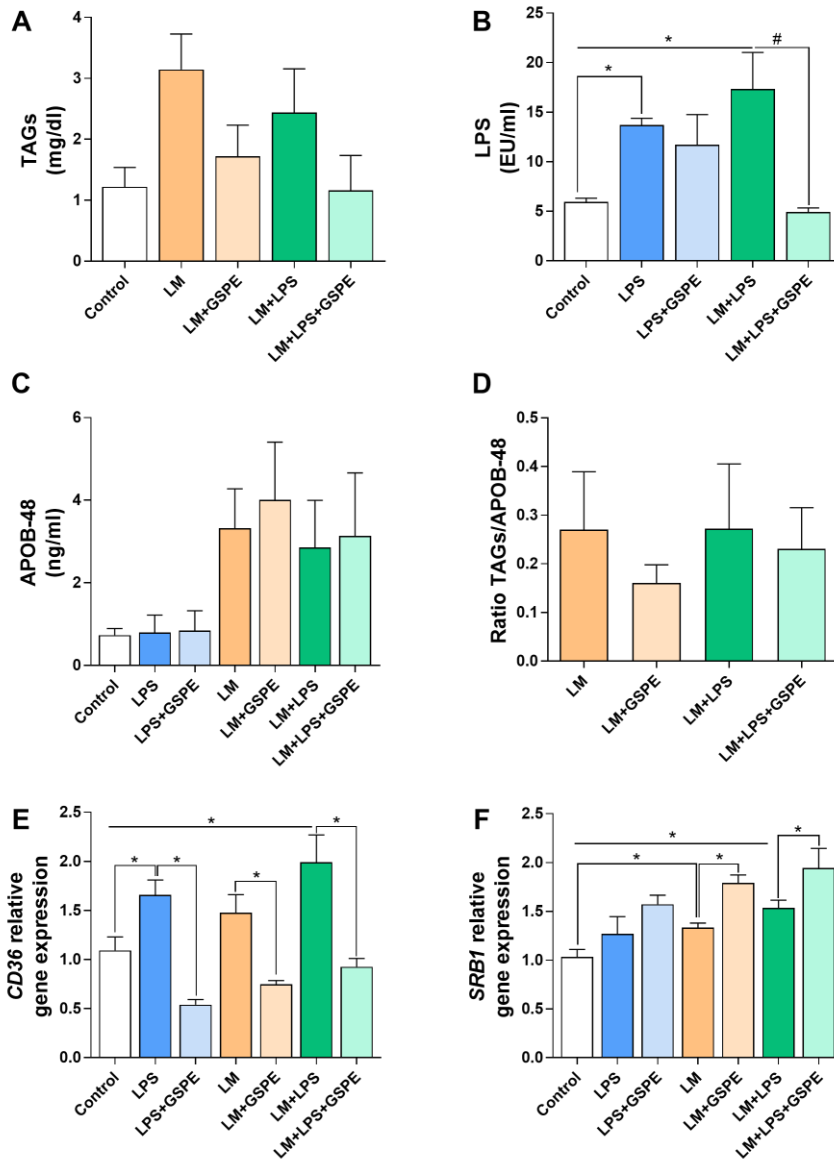 A
TAGs
(mg/dl)
4
3
2
1
0
Control
LM
LM+GSPE
LM+LPS
LM+LPS+GSPE
B
LPS
(EU/ml)
25
20
15
10
5
0
*
*
#
Control
LPS
LPS+GSPE
LM+LPS
LM+LPS+GSPE
C
APOB-48
(ng/ml)
6
4
2
0
Control
LPS
LPS+GSPE
LM
LM+GSPE
LM+LPS
LM+LPS+GSPE
D
Ratio TAGs/APOB-48
0.5
0.4
0.3
0.2
0.1
0.0
LM
LM+GSPE
LM+LPS
LM+LPS+GSPE
E
CD36 relative
gene expression
2.5
2.0
1.5
1.0
0.5
0.0
*
*
*
*
*
Control
LPS
LPS+GSPE
LM
LM+GSPE
LM+LPS
LM+LPS+GSPE
F
SRB1 relative
gene expression
2.5
2.0
1.5
1.0
0.5
0.0
*
*
*
*
Control
LPS
LPS+GSPE
LM
LM+GSPE
LM+LPS
LM+LPS+GSPE